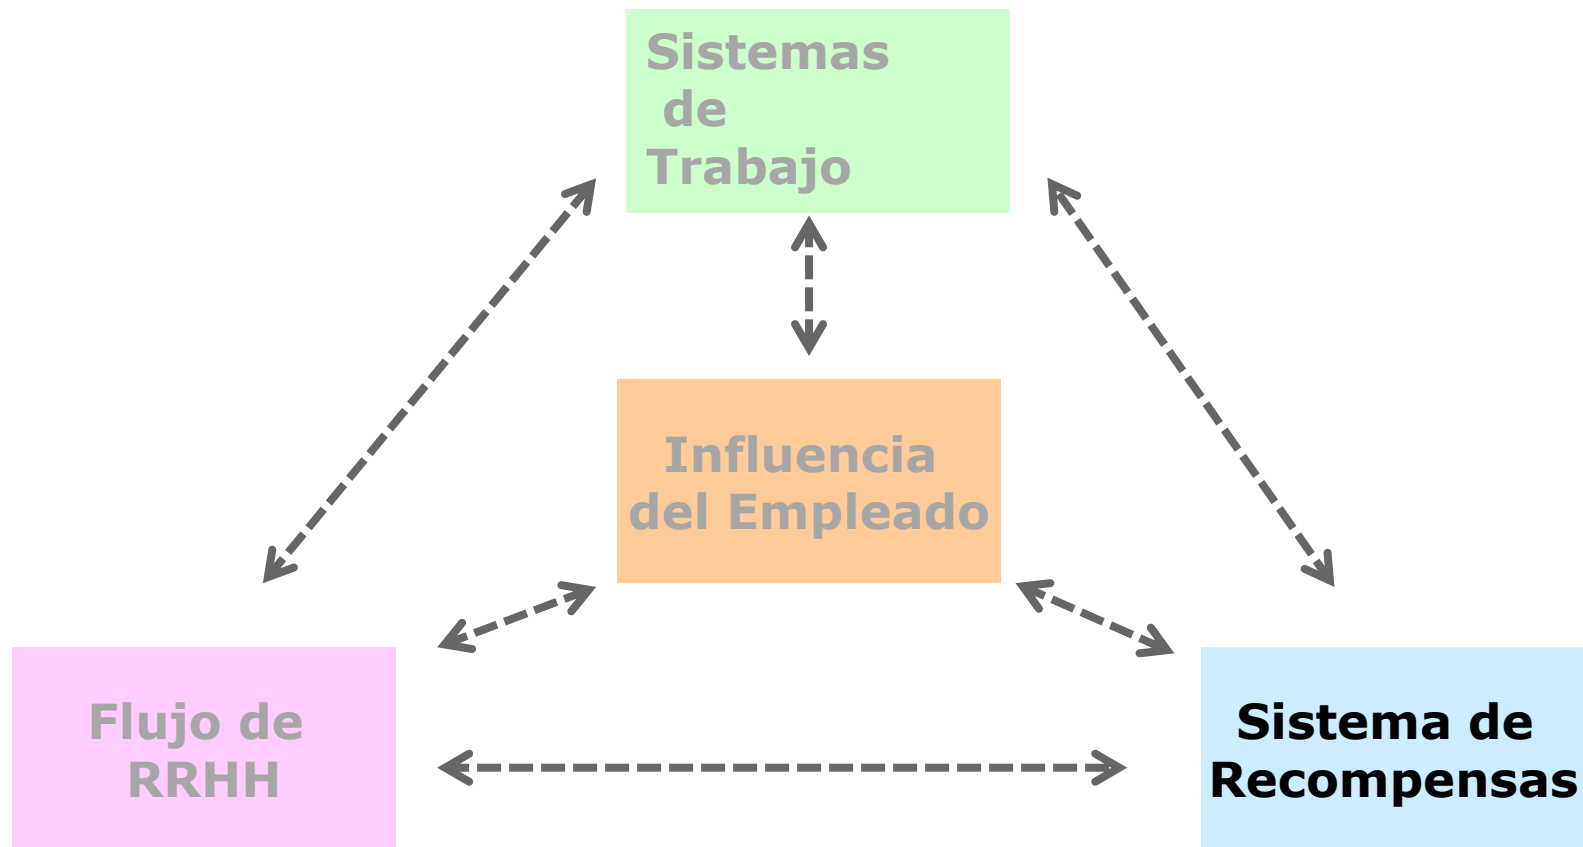 Sistemas
de
Trabajo
Influencia
del Empleado
Flujo de
RRHH
Sistema de
Recompensas